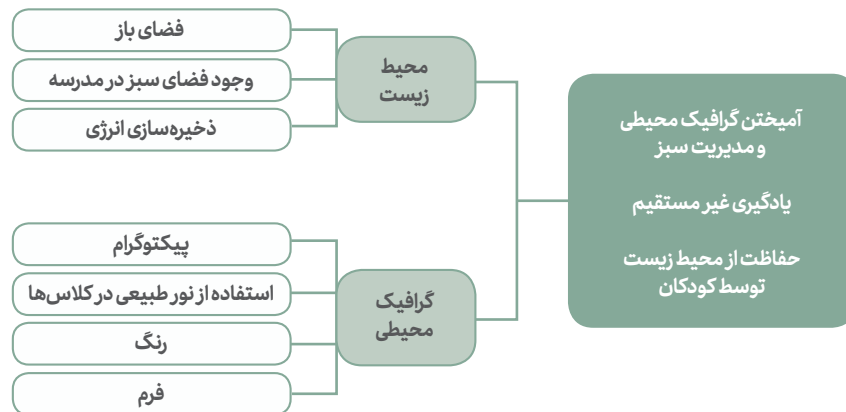 آمیختن گرافیک محیطی
و مدیریت سبز
یادگیری غیر مستقیم
حفاظت از محیط زیست
توسط کودکان
محیط
زیست
فضای باز
وجود فضای سبز در مدرسه
ذخیره‌سازی انرژی
گرافیک
محیطی
پیکتوگرام
استفاده از نور طبیعی در کلاس‌ها
رنگ
فرم